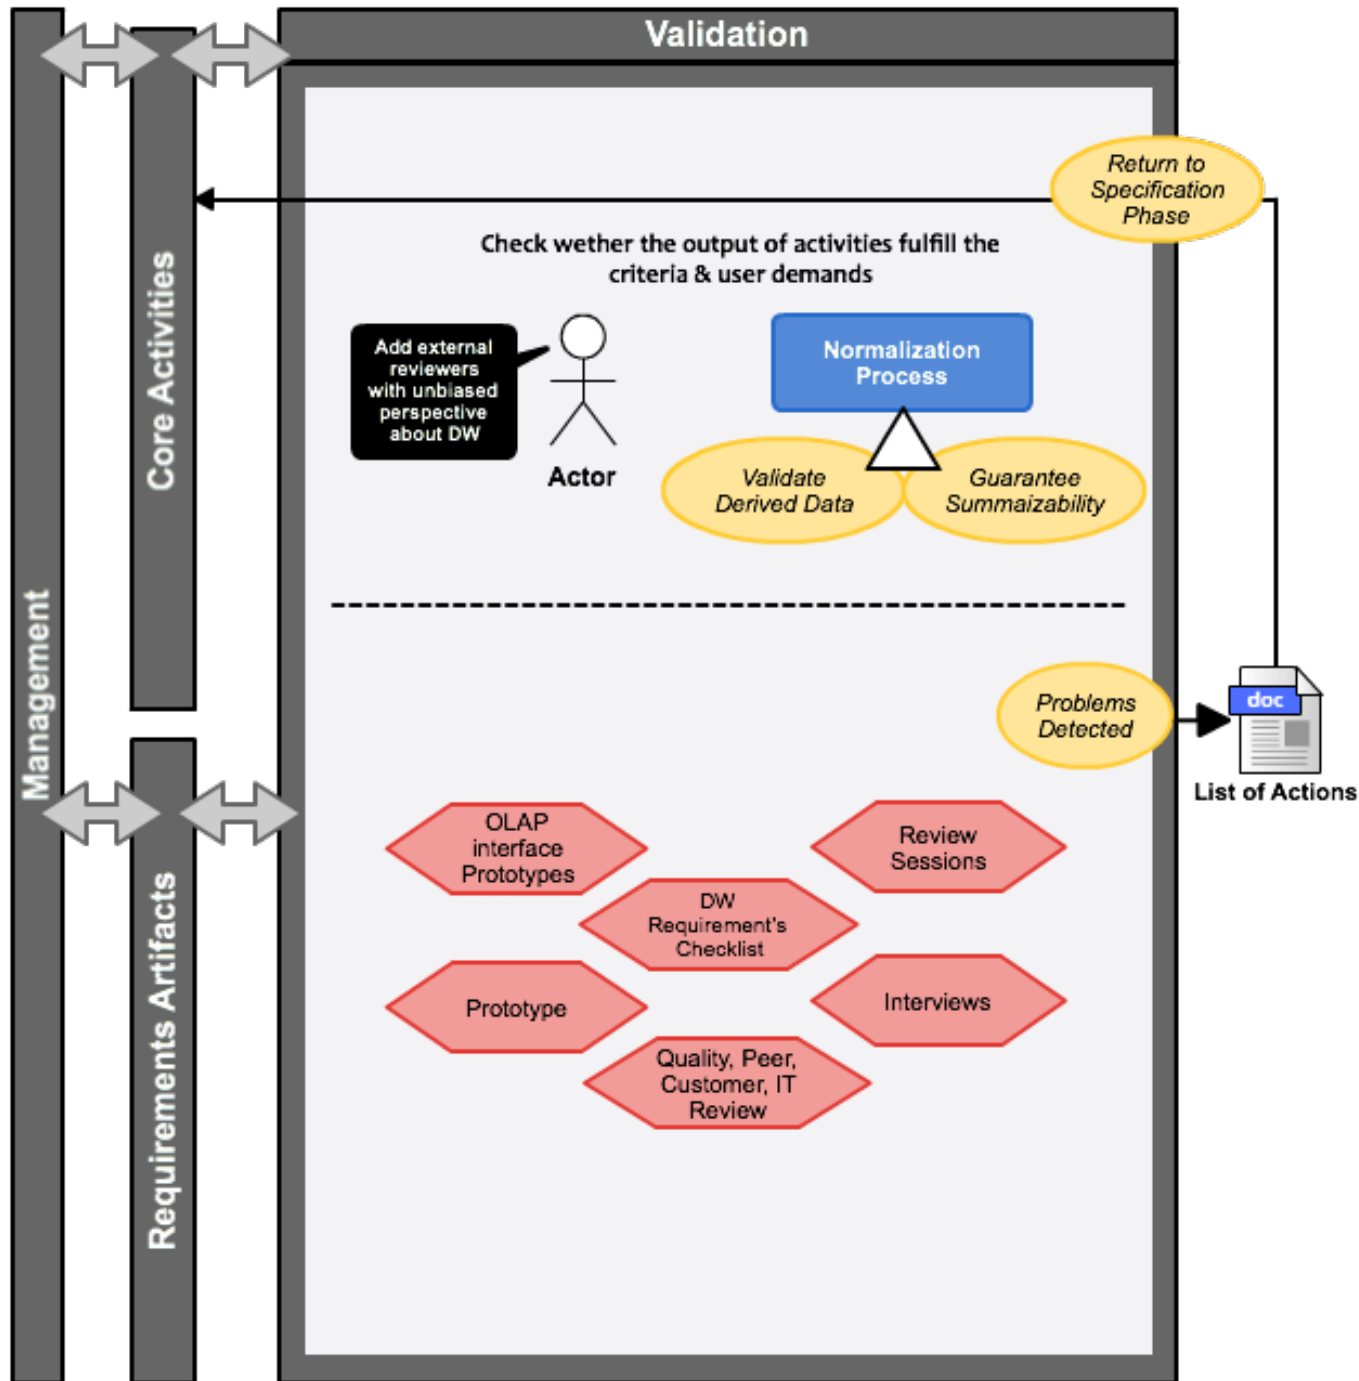 Validation
Management
Core Activities
Requirements Artifacts
Return to
Specification
Phase
Check wether the output of activities fulfill the
criteria & user demands
Add external
reviewers
with unbiased
perspective
about DW
Actor
Normalization
Process
Validate
Derived Data
Guarantee
Summaizability
Problems
Detected
doc
List of Actions
OLAP
interface
Prototypes
Review
Sessions
DW
Requirement's
Checklist
Prototype
Interviews
Quality, Peer,
Customer, IT
Review